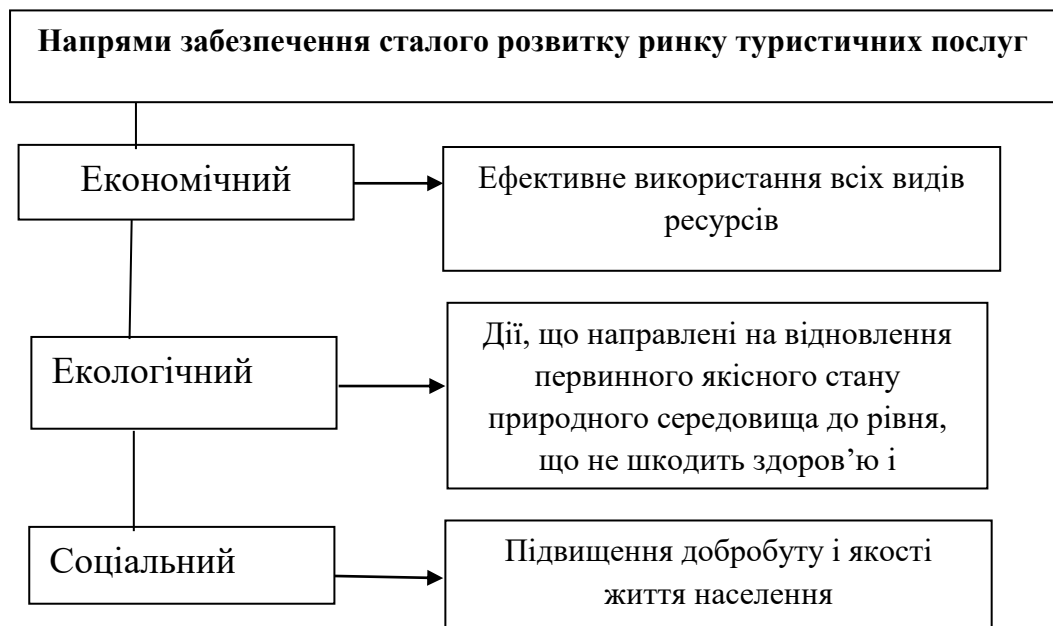 Напрями забезпечення сталого розвитку ринку туристичних послуг
Економічний
Ефективне використання всіх видів
ресурсів
Екологічний
Дії, що направлені на відновлення
первинного якісного стану
природного середовища до рівня,
що не шкодить здоров’ю і
Соціальний
Підвищення добробуту і якості
життя населення